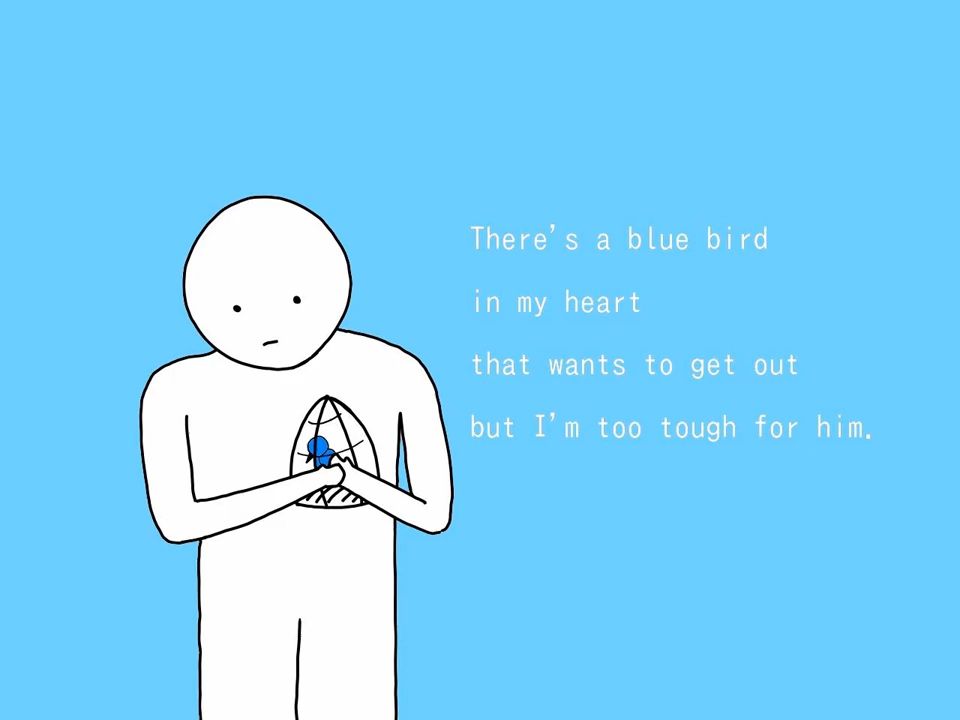 There’s a blue bird
in my heart
that wants to get out
but I’m too tough for him.